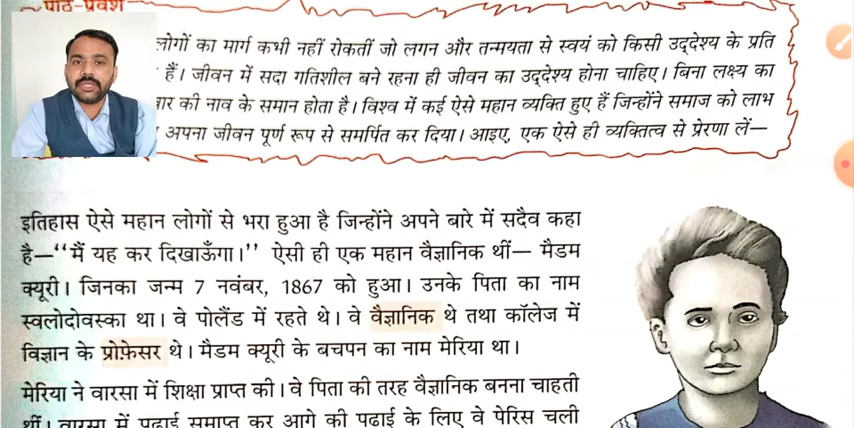 पाठ-प्रवेश
लोगों का मार्ग कभी नहीं रोकतीं जो लगन और तन्मयता से स्वयं को किसी उद्देश्य के प्रति
हैं। जीवन में सदा गतिशील बने रहना ही जीवन का उद्देश्य होना चाहिए। बिना लक्ष्य का
की नाव के समान होता है। विश्व में कई ऐसे महान व्यक्ति हुए हैं जिन्होंने समाज को लाभ
अपना जीवन पूर्ण रूप से समर्पित कर दिया। आइए, एक ऐसे ही व्यक्तित्व से प्रेरणा लें—
इतिहास ऐसे महान लोगों से भरा हुआ है जिन्होंने अपने बारे में सदैव कहा
है—“मैं यह कर दिखाऊँगा।” ऐसी ही एक महान वैज्ञानिक थीं— मैडम
क्यूरी। जिनका जन्म 7 नवंबर, 1867 को हुआ। उनके पिता का नाम
स्वलोदोवस्का था। वे पोलैंड में रहते थे। वे वैज्ञानिक थे तथा कॉलेज में
विज्ञान के प्रोफ़ेसर थे। मैडम क्यूरी के बचपन का नाम मेरिया था।
मेरिया ने वारसा में शिक्षा प्राप्त की। वे पिता की तरह वैज्ञानिक बनना चाहती
थीं। वारसा में पढ़ाई समाप्त कर आगे की पढ़ाई के लिए वे पेरिस चली